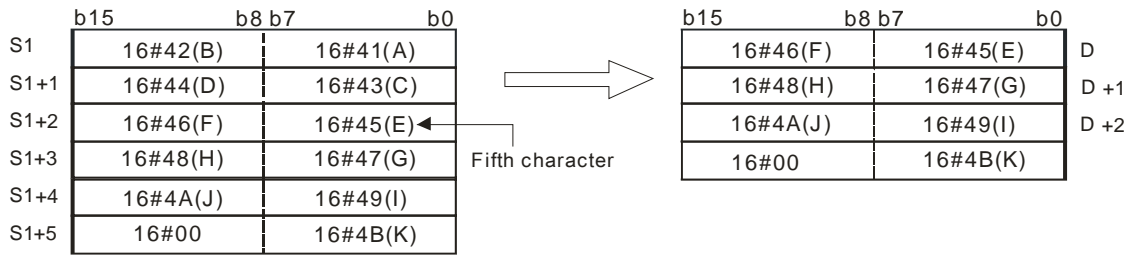 b15 b8 b7 b0 b15 b8 b7 b0
S1 16#42(B) 16#41(A) 16#46(F) 16#45(E) D
S1+1 16#44(D) 16#43(C) 16#48(H) 16#47(G) D +1
S1+2 16#46(F) 16#45(E) 16#4A(J) 16#49(I) D +2
S1+3 16#48(H) 16#47(G) Fifth character 16#00 16#4B(K)
S1+4 16#4A(J) 16#49(I)
S1+5 16#00 16#4B(K)